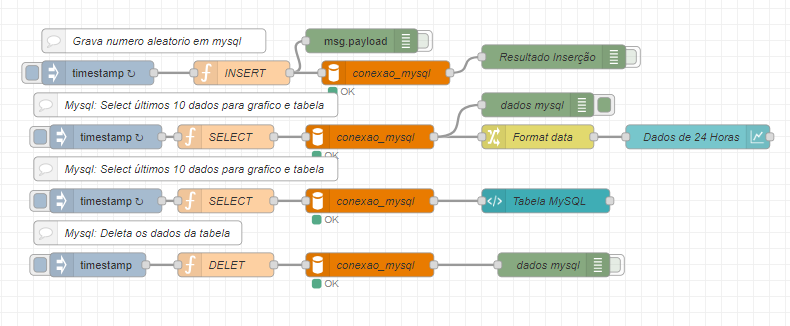 Grava numero aleatorio em mysql
msg.payload
timestamp ↻
INSERT
conexao_mysql
Resultado Inserção
OK
Mysql: Select últimos 10 dados para grafico e tabela
dados mysql
timestamp ↻
SELECT
conexao_mysql
Format data
Dados de 24 Horas
OK
Mysql: Select últimos 10 dados para grafico e tabela
timestamp ↻
SELECT
conexao_mysql
Tabela MySQL
OK
Mysql: Deleta os dados da tabela
timestamp
DELET
conexao_mysql
dados mysql
OK